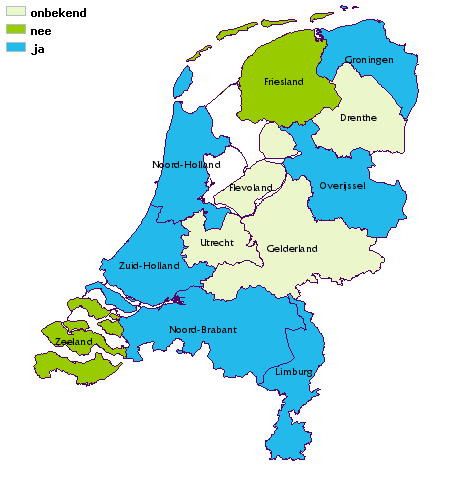 onbekend
nee
ja
Groningen
Friesland
Drenthe
Noord-Holland
Flevoland
Overijssel
Utrecht
Gelderland
Zuid-Holland
Noord-Brabant
Zeeland
Limburg